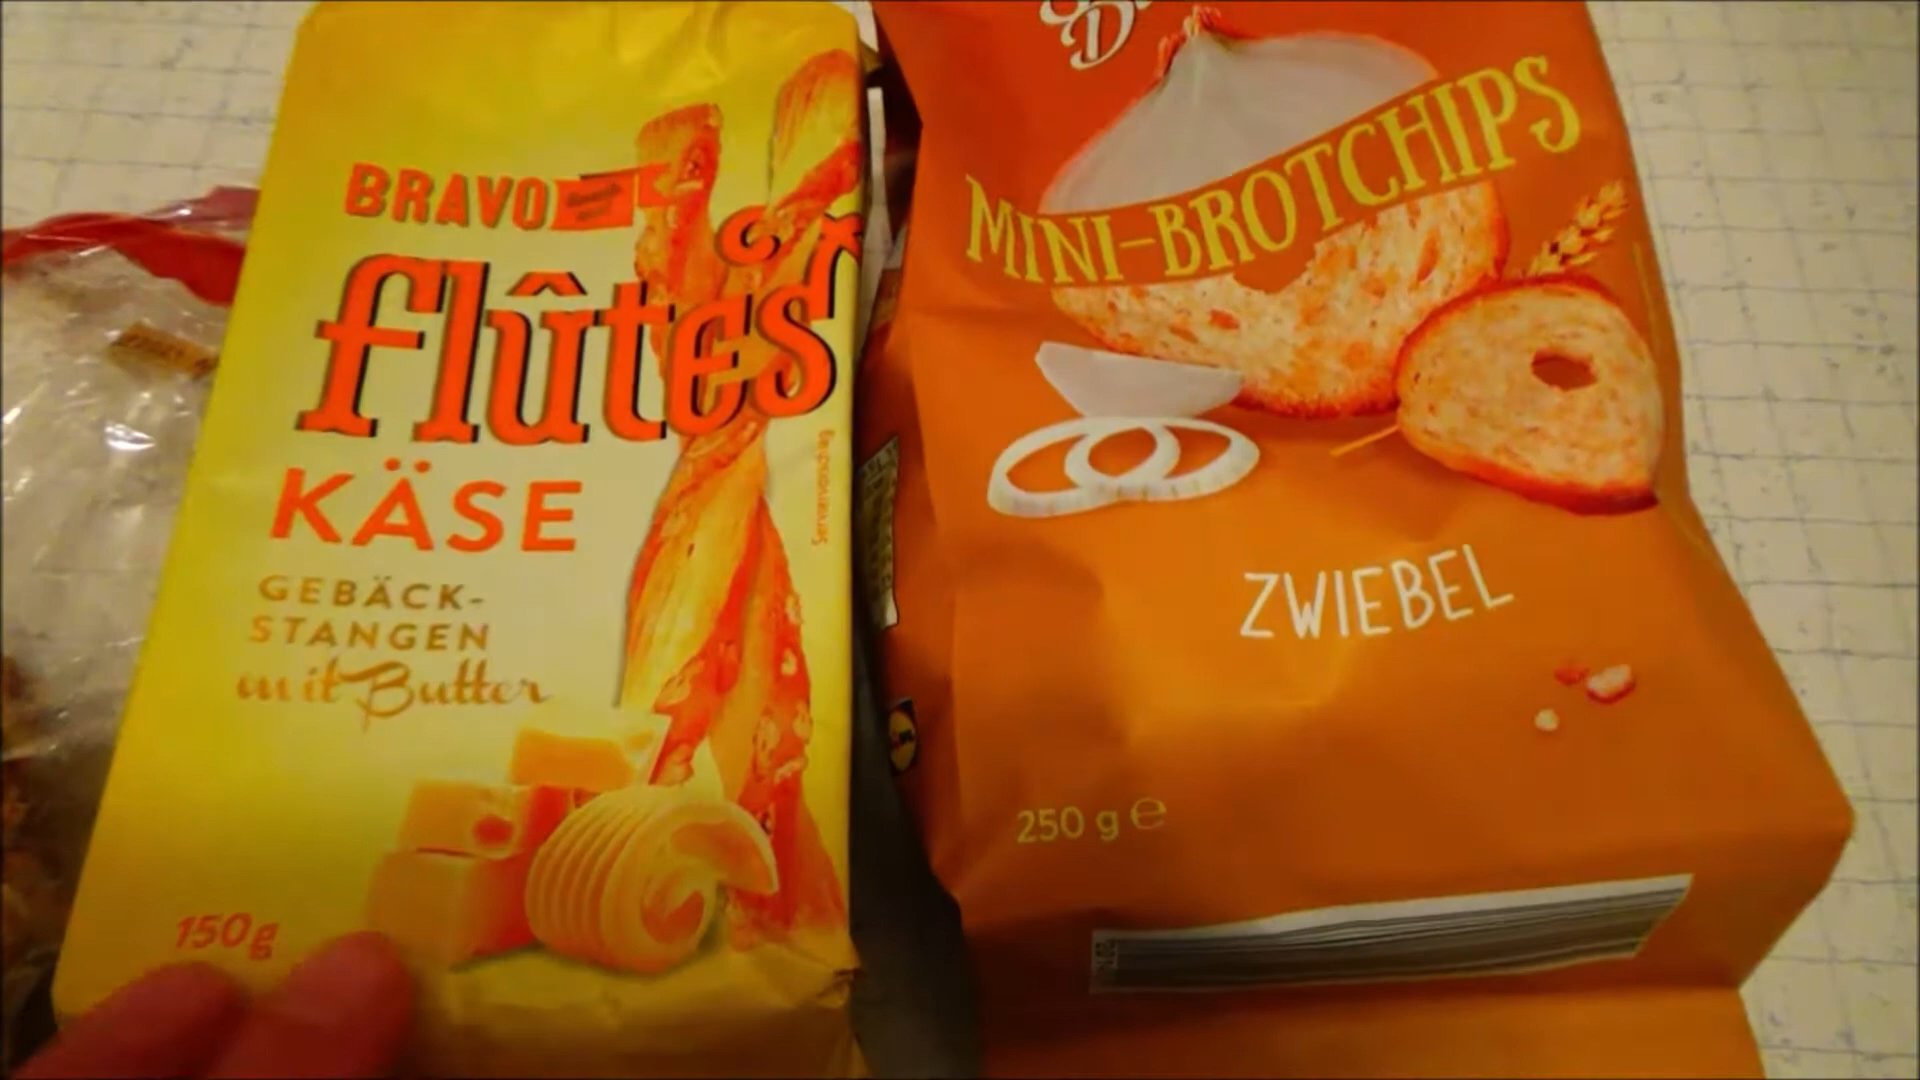 BRAVO
flûtes
KÄSE
GEBÄCK-
STANGEN
mit Butter
150g
MINI-BROTCHIPS
ZWIEBEL
250 g e